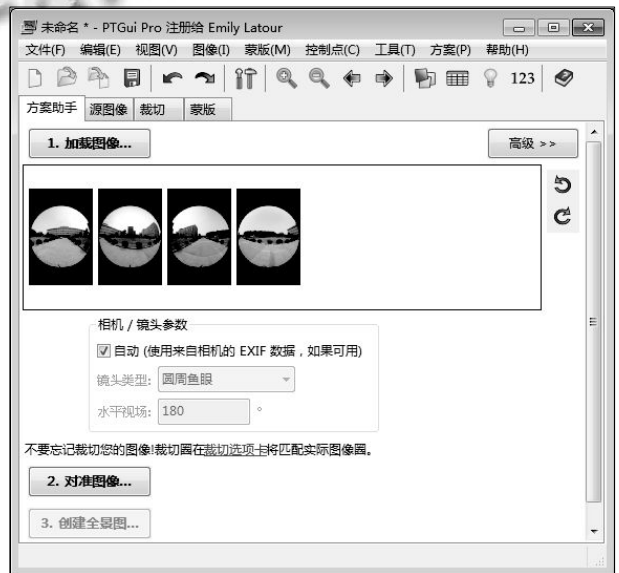 未命名 * - PTGui Pro 注册给 Emily Latour
文件(F) 编辑(E) 视图(V) 图像(I) 蒙版(M) 控制点(C) 工具(T) 方案(P) 帮助(H)
123
方案助手 源图像 裁切 蒙版
1. 加载图像...
高级 >>
相机 / 镜头参数
自动 (使用来自相机的 EXIF 数据，如果可用)
镜头类型: 圆周鱼眼
水平视场: 180 °
不要忘记裁切您的图像!裁切圆在裁切选项卡将匹配实际图像圆。
2. 对准图像...
3. 创建全景图...